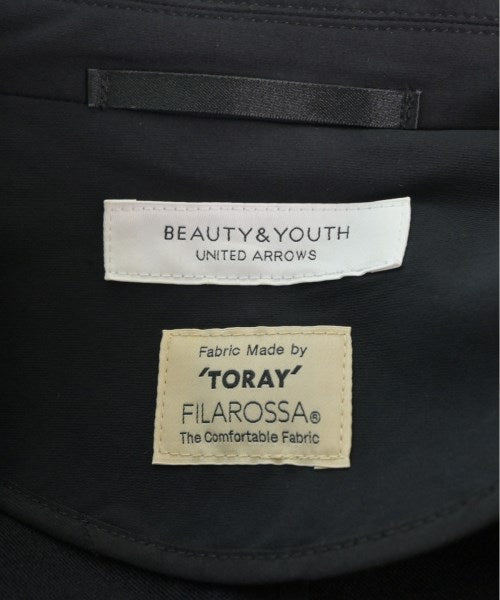 BEAUTY&YOUTH
UNITED ARROWS
Fabric Made by
'TORAY'
FILAROSSA®
The Comfortable Fabric